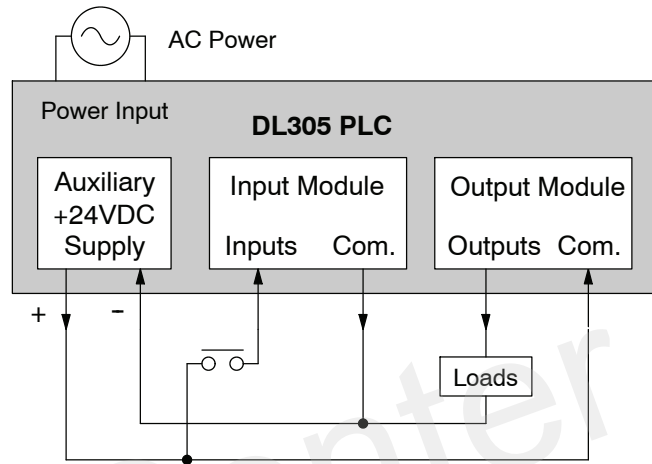 AC Power
Power Input
DL305 PLC
Auxiliary
+24VDC
Supply
Input Module
Inputs Com.
Output Module
Outputs Com.
+ -
Loads